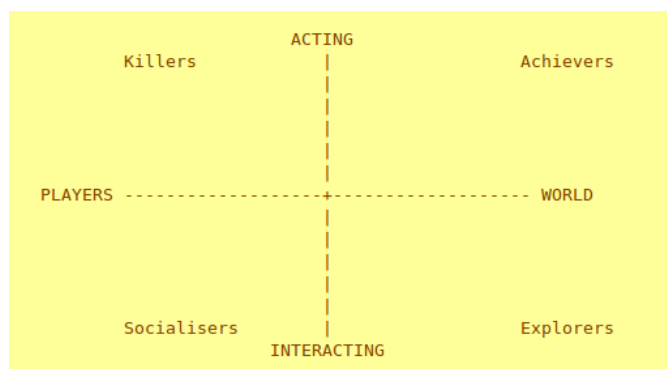 ACTING
Killers | Achievers
|
|
|
|
|
PLAYERS -------------------+------------------- WORLD
|
|
|
|
|
Socialisers | Explorers
INTERACTING